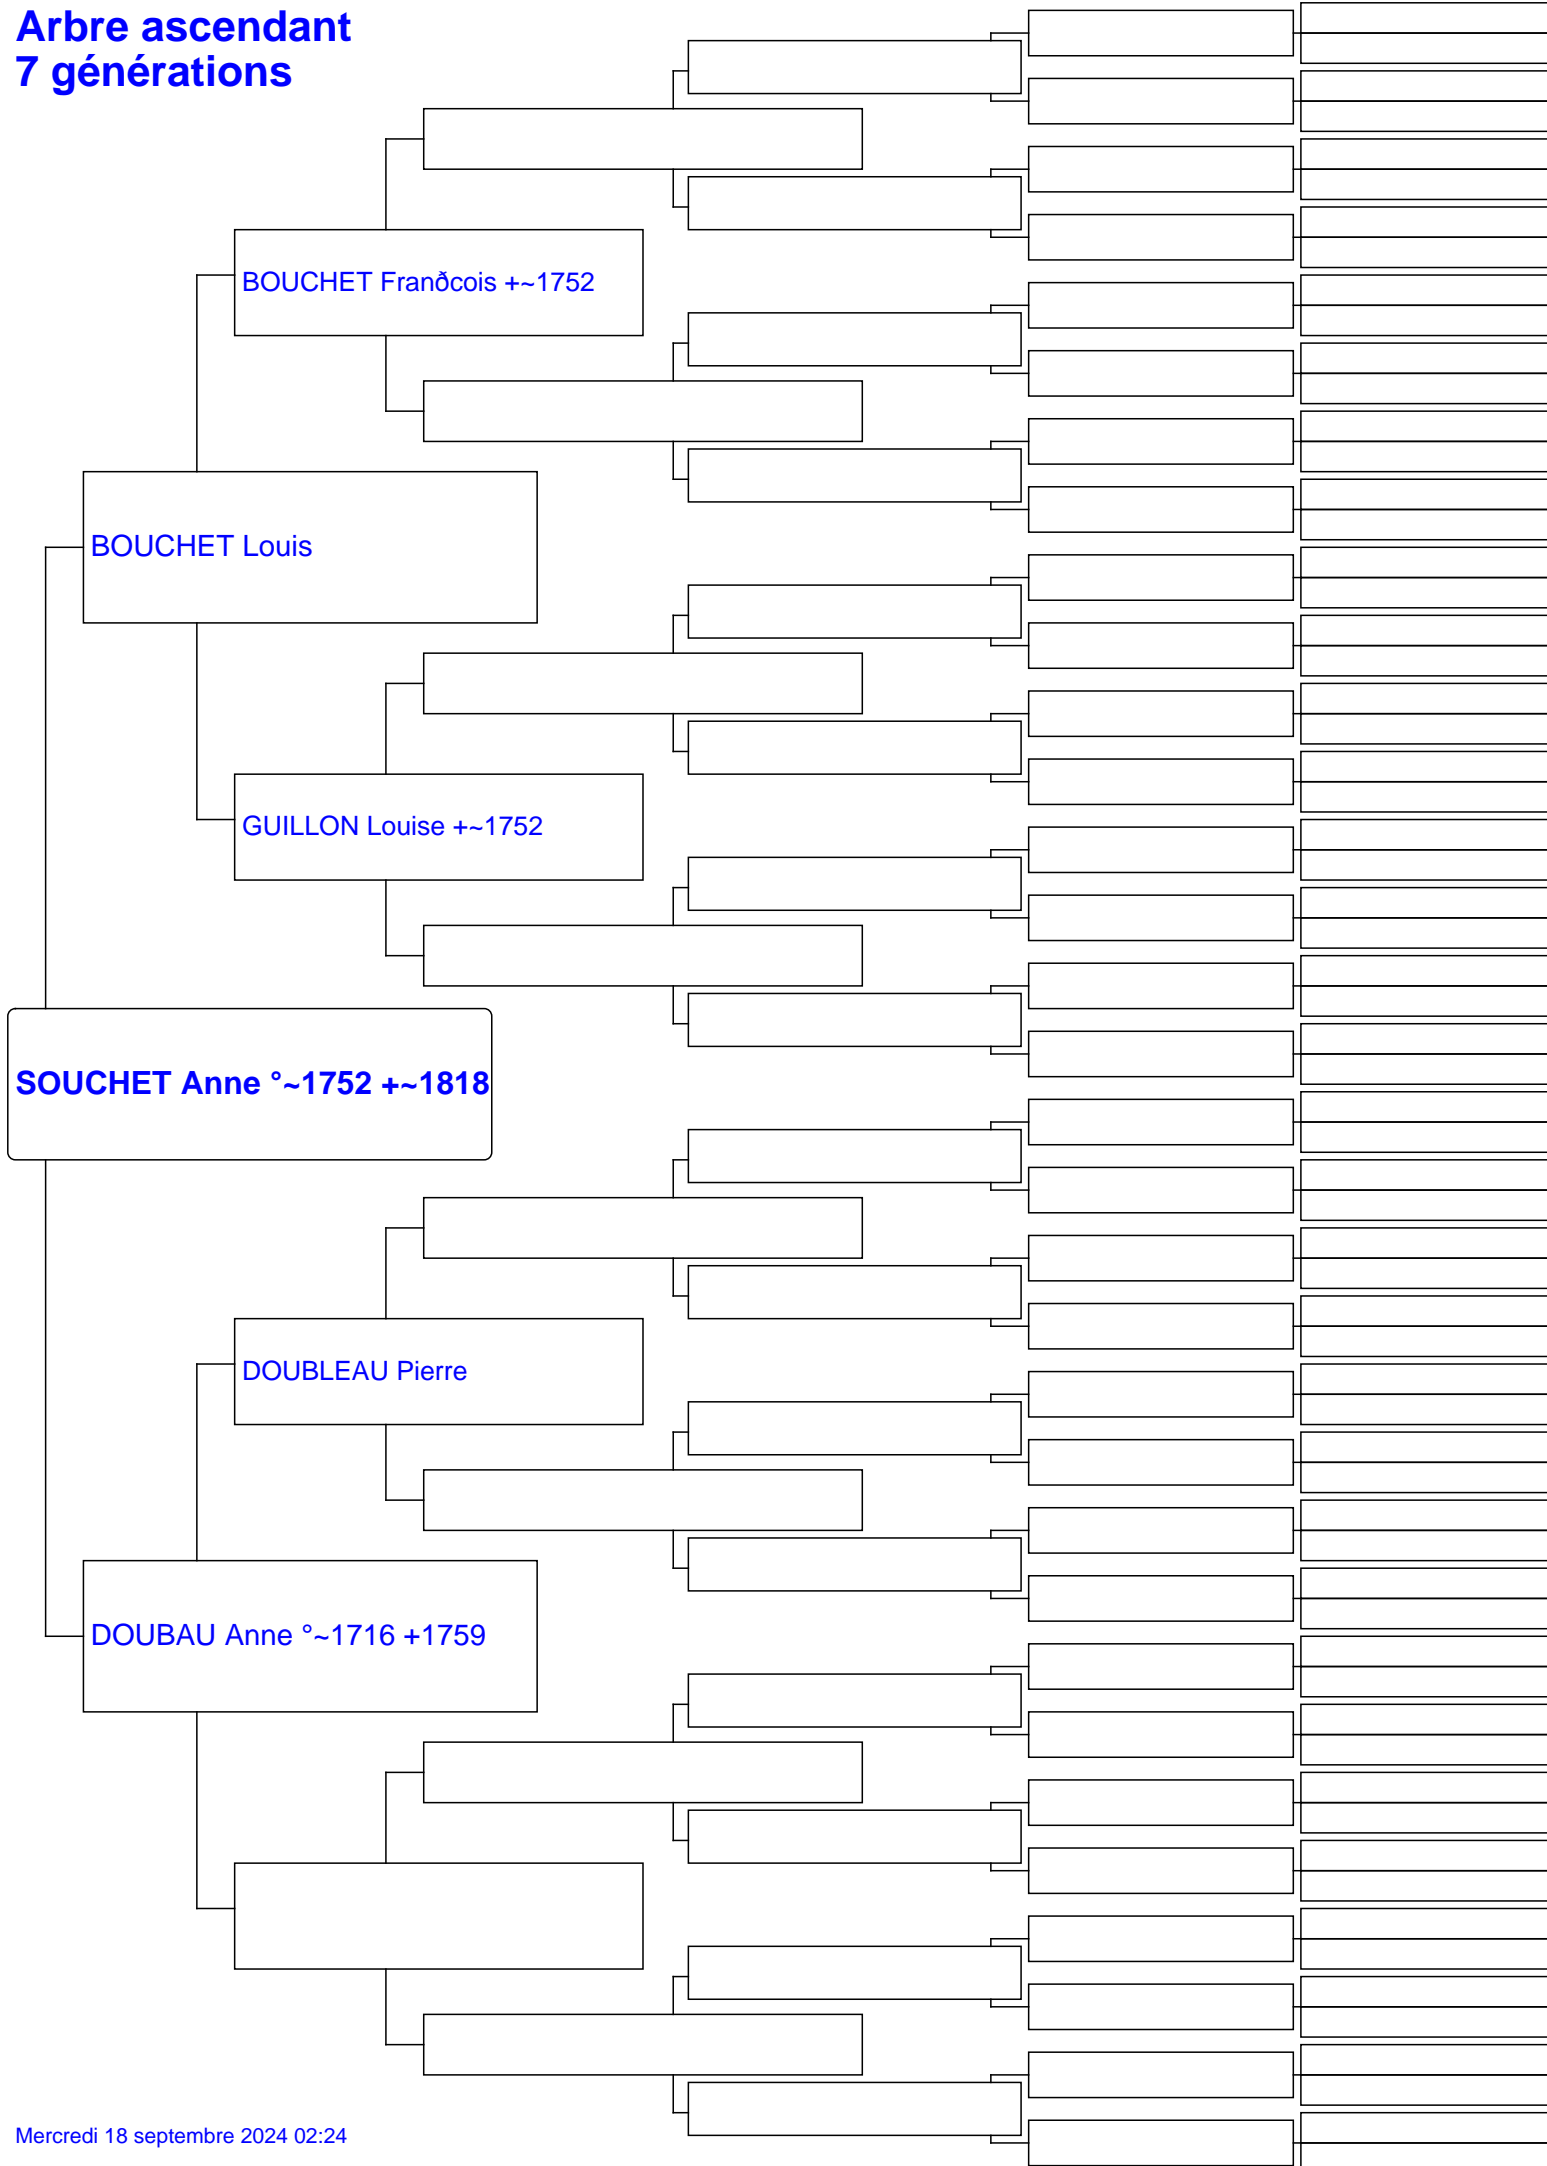 Arbre ascendant
7 générations
BOUCHET Franðcois +~1752
BOUCHET Louis
GUILLON Louise +~1752
SOUCHET Anne °~1752 +~1818
DOUBLEAU Pierre
DOUBAU Anne °~1716 +1759
Mercredi 18 septembre 2024 02:24